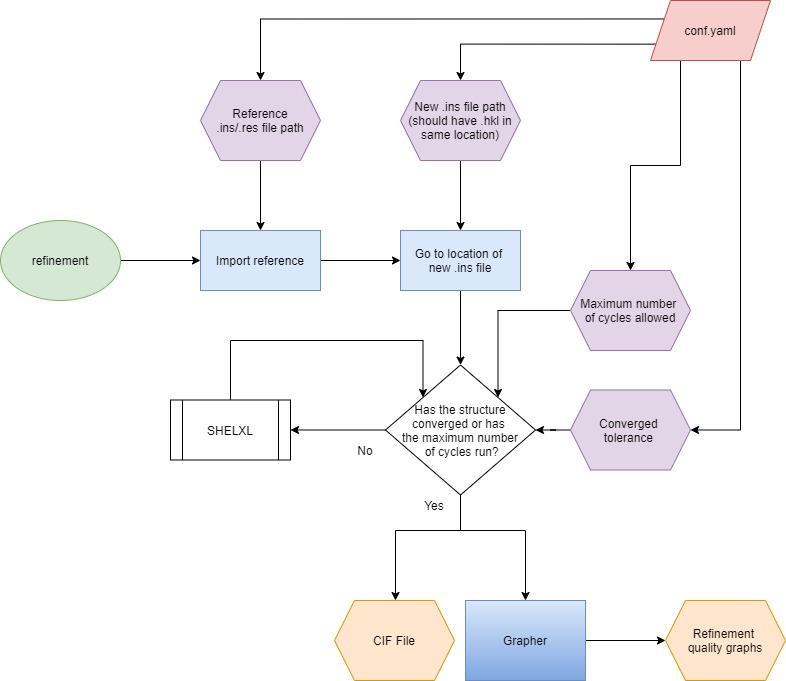 conf.yaml
Reference
.ins/.res file path
New .ins file path
(should have .hkl in
same location)
refinement
Import reference
Go to location of
new .ins file
Maximum number
of cycles allowed
SHELXL
Has the structure
converged or has
the maximum number
of cycles run?
Converged
tolerance
No
Yes
CIF File
Grapher
Refinement
quality graphs